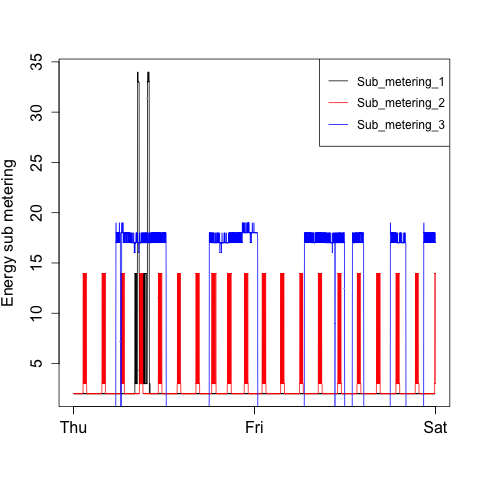 Sub_metering_1
Sub_metering_2
Sub_metering_3
Energy sub metering
35
30
25
20
15
10
5
Thu Fri Sat